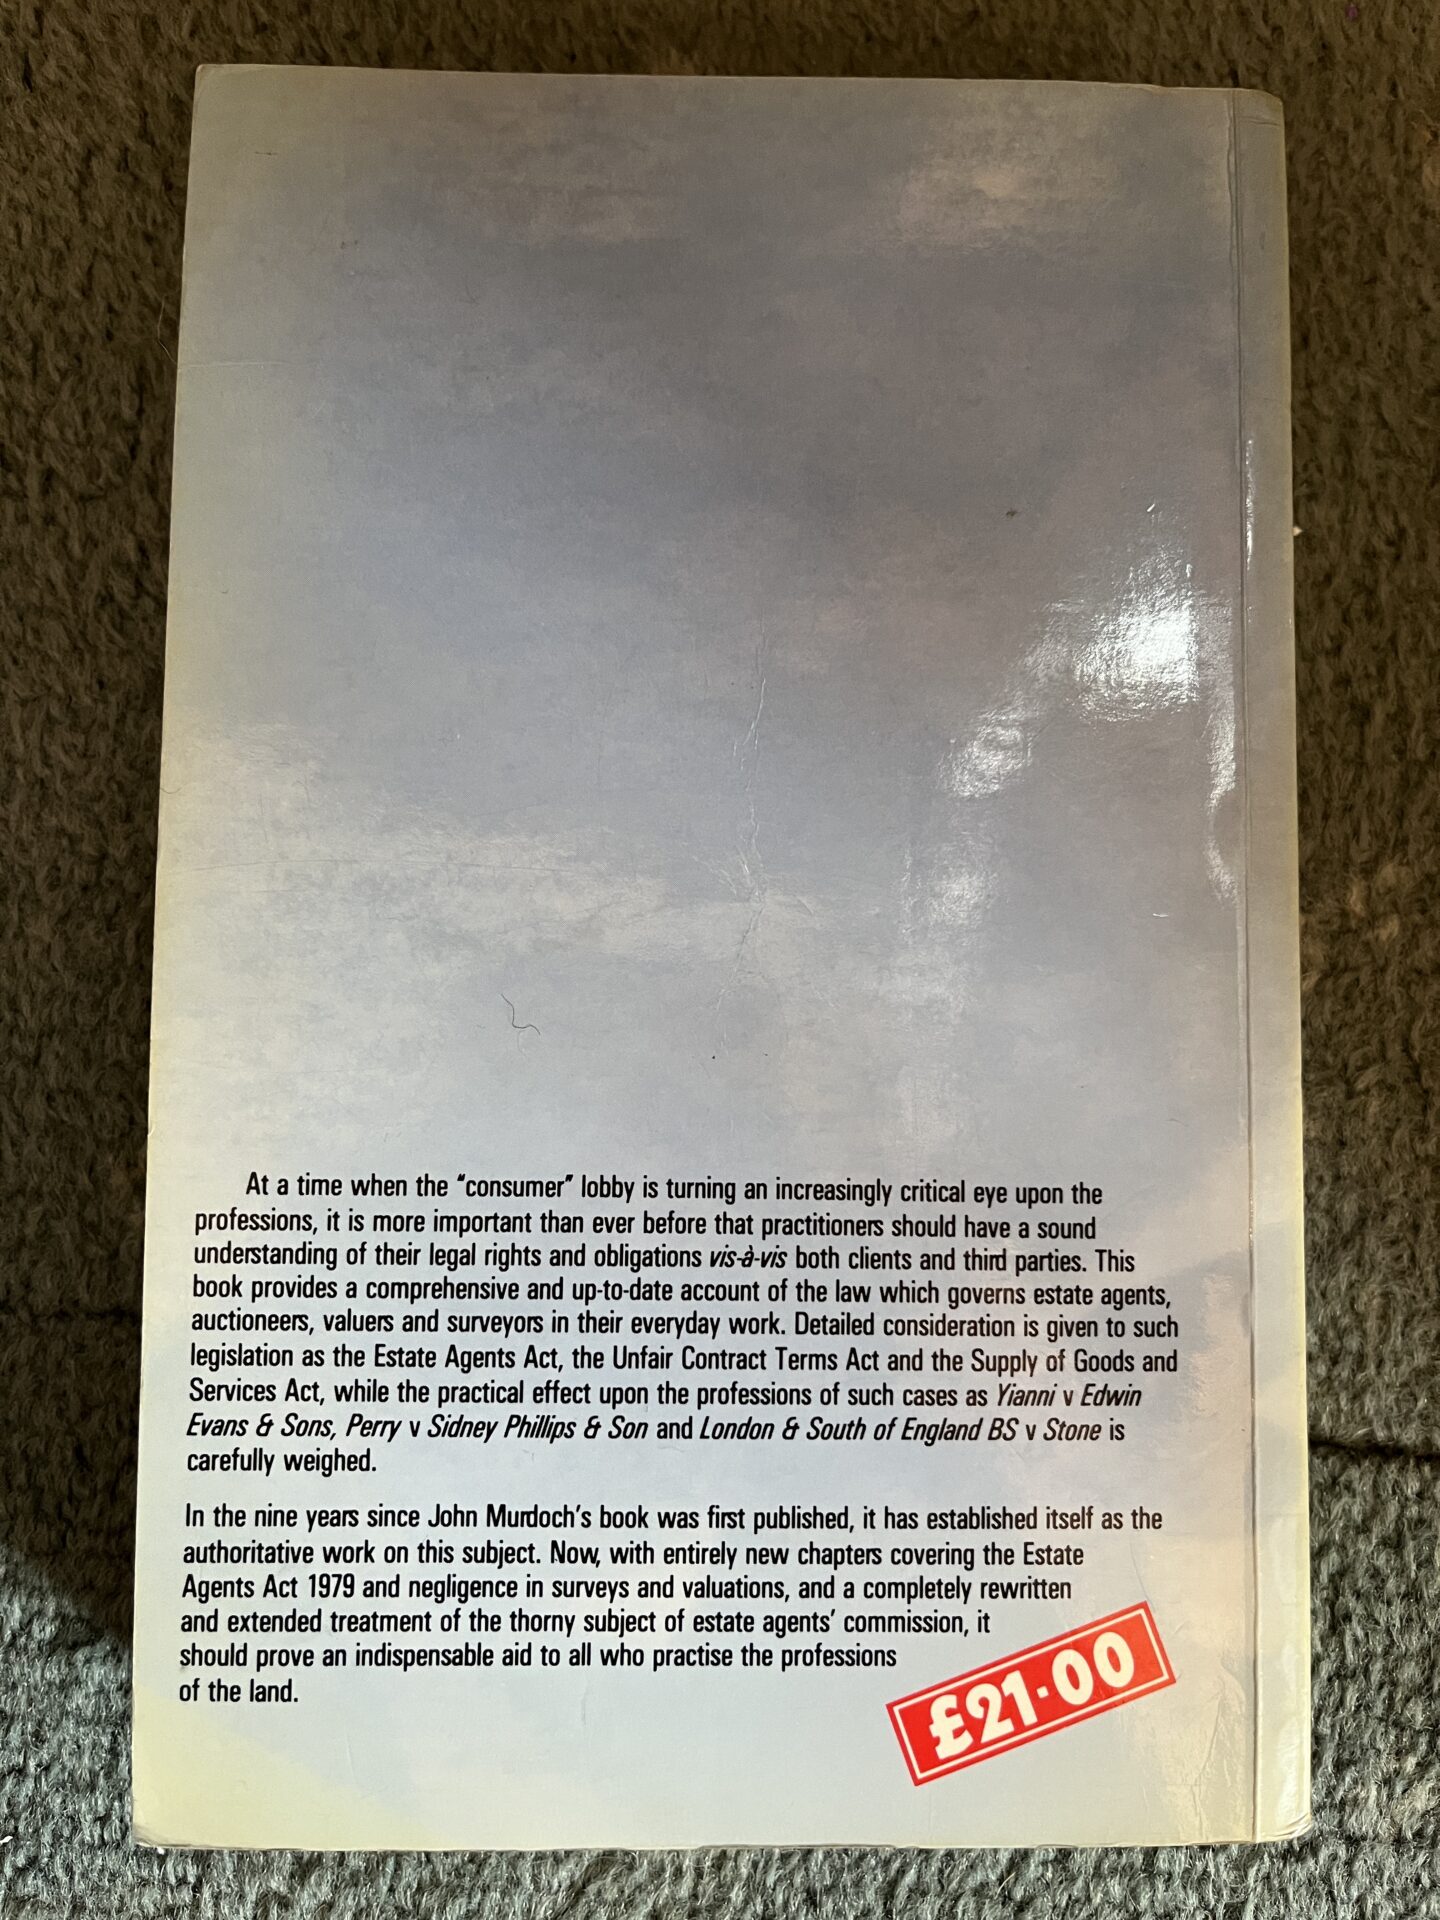 At a time when the "consumer" lobby is turning an increasingly critical eye upon the
professions, it is more important than ever before that practitioners should have a sound
understanding of their legal rights and obligations vis-à-vis both clients and third parties. This
book provides a comprehensive and up-to-date account of the law which governs estate agents,
auctioneers, valuers and surveyors in their everyday work. Detailed consideration is given to such
legislation as the Estate Agents Act, the Unfair Contract Terms Act and the Supply of Goods and
Services Act, while the practical effect upon the professions of such cases as Yianni v Edwin
Evans & Sons, Perry v Sidney Phillips & Son and London & South of England BS v Stone is
carefully weighed.
In the nine years since John Murdoch's book was first published, it has established itself as the
authoritative work on this subject. Now, with entirely new chapters covering the Estate
Agents Act 1979 and negligence in surveys and valuations, and a completely rewritten
and extended treatment of the thorny subject of estate agents' commission, it
should prove an indispensable aid to all who practise the professions
of the land.
£21·00